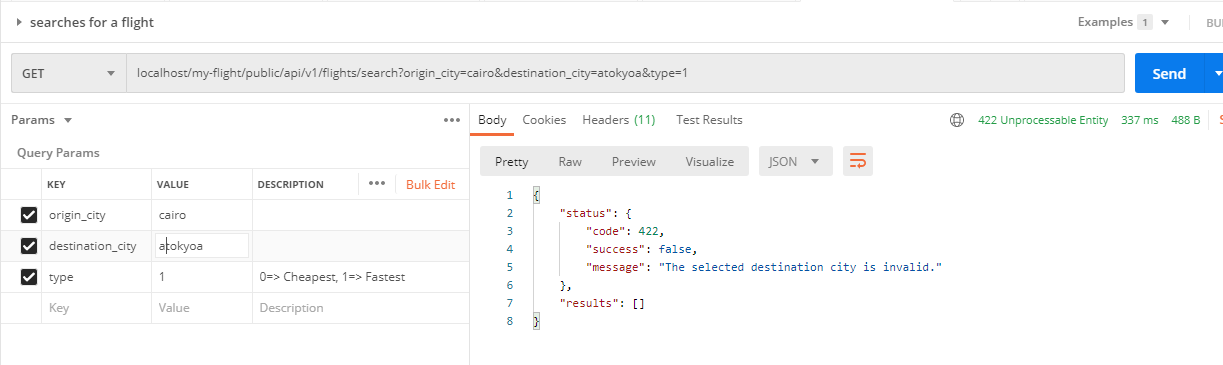 searches for a flight
Examples 1
GET
localhost/my-flight/public/api/v1/flights/search?origin_city=cairo&destination_city=atokyoa&type=1
Send
Params
Body Cookies Headers (11) Test Results
422 Unprocessable Entity 337 ms 488 B
Query Params
Pretty Raw Preview Visualize JSON
KEY VALUE DESCRIPTION Bulk Edit
origin_city cairo
destination_city atokyoa
type 1 0=> Cheapest, 1=> Fastest
Key Value Description
1 {
2 "status": {
3 "code": 422,
4 "success": false,
5 "message": "The selected destination city is invalid."
6 },
7 "results": []
8 }